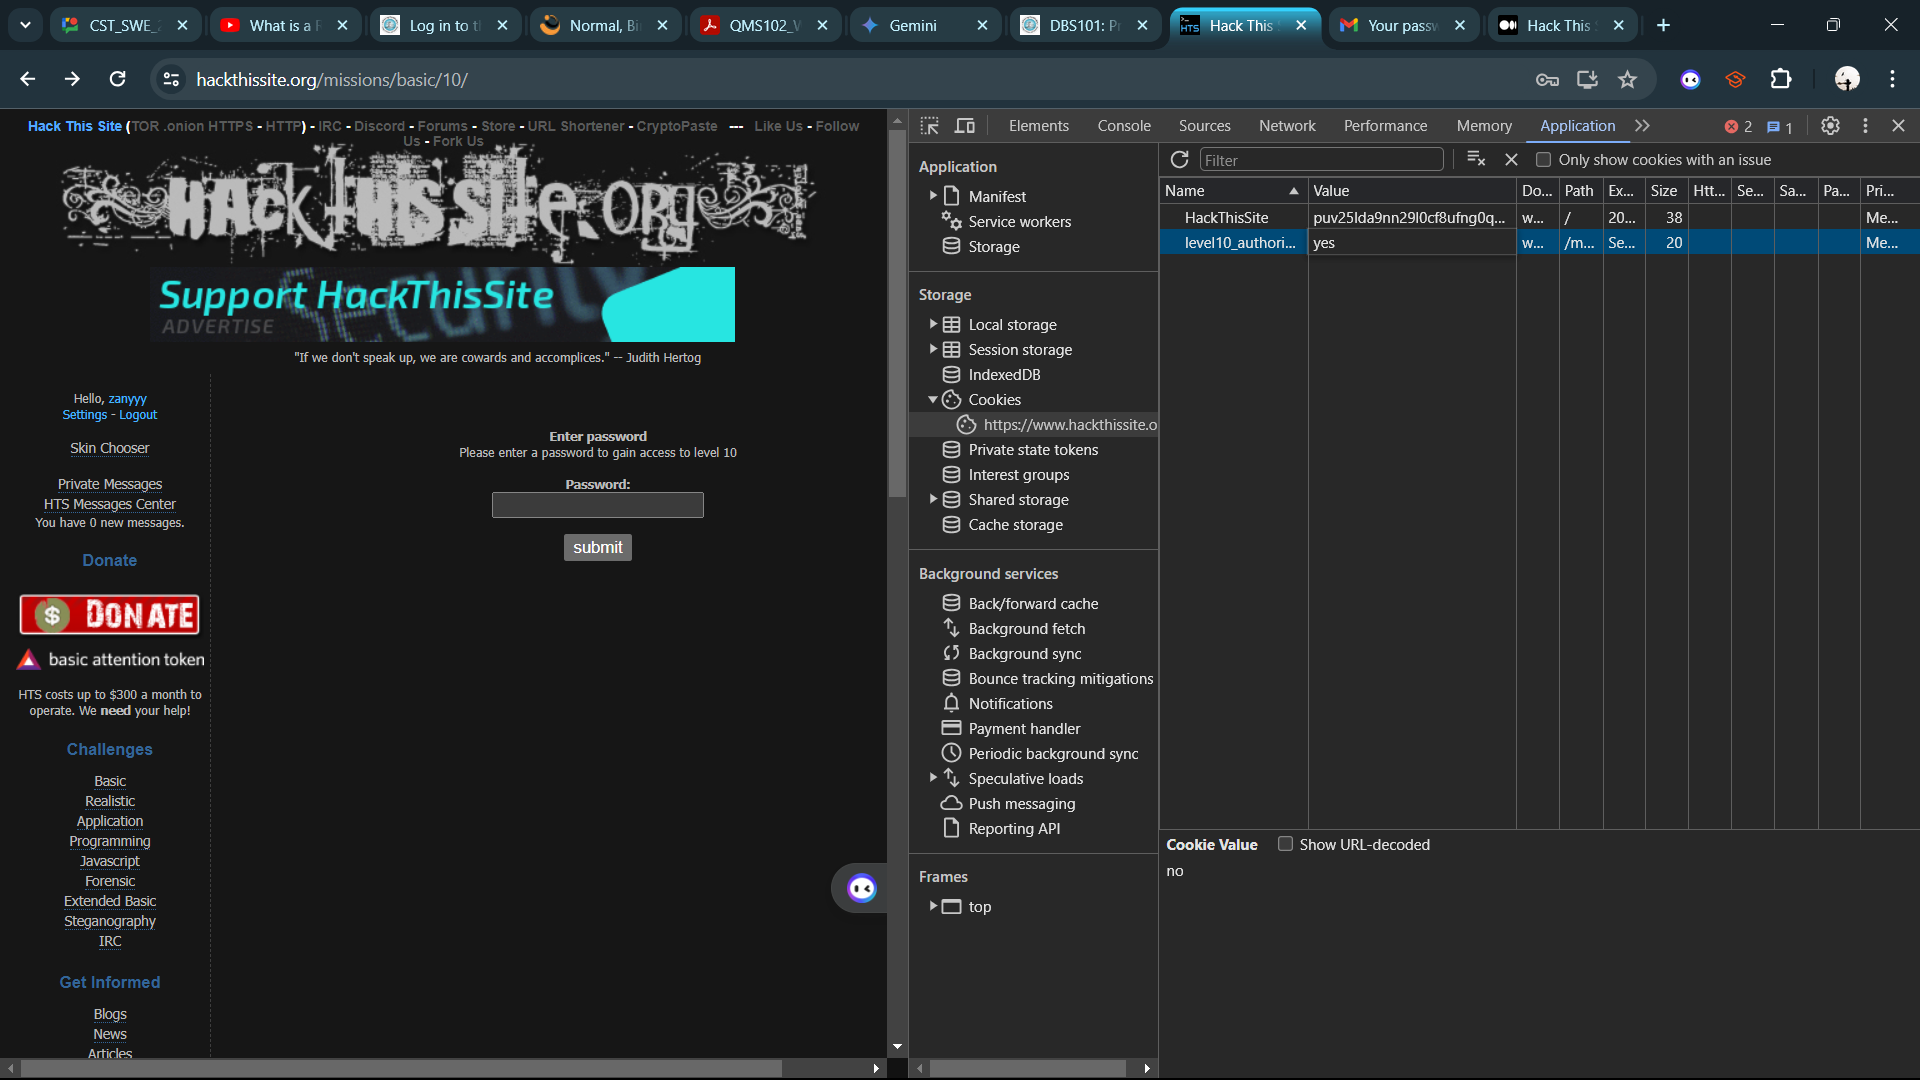 CST_SWE_
What is a
Log in to t
Normal, Bi
QMS102_
Gemini
DBS101: P
Hack This
Your passw
Hack This
hackthissite.org/missions/basic/10/
Hack This Site (TOR .onion HTTPS - HTTP) - IRC - Discord - Forums - Store - URL Shortener - CryptoPaste --- Like Us - Follow
Us - Fork Us
HAck tHIS Site.ORg
Support HackThisSite
ADVERTISE
"If we don't speak up, we are cowards and accomplices." -- Judith Hertog
Hello, zanyyy
Settings - Logout
Skin Chooser
Private Messages
HTS Messages Center
You have 0 new messages.
Donate
$ DONATE
basic attention token
HTS costs up to $300 a month to
operate. We need your help!
Challenges
Basic
Realistic
Application
Programming
Javascript
Forensic
Extended Basic
Steganography
IRC
Get Informed
Blogs
News
Articles
Enter password
Please enter a password to gain access to level 10
Password:
submit
Elements Console Sources Network Performance Memory Application 2 1
Application
Manifest
Service workers
Storage
Storage
Local storage
Session storage
IndexedDB
Cookies
https://www.hackthissite.o
Private state tokens
Interest groups
Shared storage
Cache storage
Background services
Back/forward cache
Background fetch
Background sync
Bounce tracking mitigations
Notifications
Payment handler
Periodic background sync
Speculative loads
Push messaging
Reporting API
Frames
top
Filter
Only show cookies with an issue
Name Value Do... Path Ex... Size Htt... Se... Sa... Pa... Pri...
HackThisSite puv25lda9nn29l0cf8ufng0q... w... / 20... 38 Me...
level10_authori... yes w... /m... Se... 20 Me...
Cookie Value Show URL-decoded
no